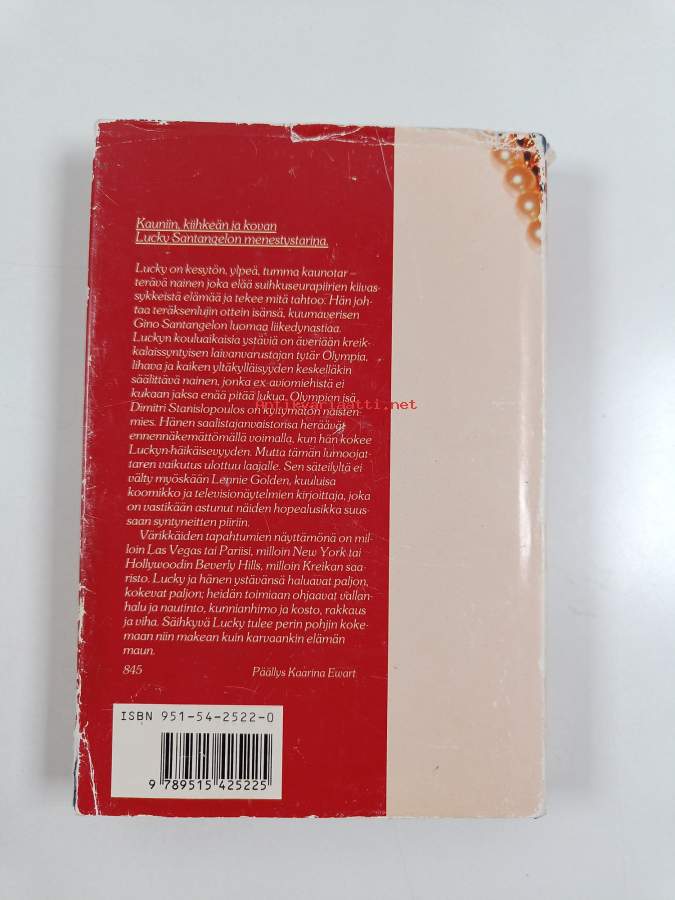 Kauniin, kiihkeän ja kovan
Lucky Santangelon menestystarina.
Lucky on kesytön, ylpeä, tumma kaunotar –
terävä nainen joka elää suihkuseurapiirien kiivas-
sykkeistä elämää ja tekee mitä tahtoo. Hän joh-
taa teräksenlujin ottein isänsä, kuumaverisen
Gino Santangelon luomaa liikedynastiaa.
Luckyn kouluaikaisia ystäviä on äveriään kreik-
kalaissyntyisen laivanvarustajan tytär Olympia,
lihava ja kaiken yltäkylläisyyden keskelläkin
säälittävä nainen, jonka ex-aviomiehistä ei
kukaan jaksa enää pitää lukua. Olympian isä
Antikvariaatti.net
Dimitri Stanislopoulos on kyltymätön naisten-
mies. Hänen saalistajanvaistonsa heräävät
ennennäkemättömällä voimalla, kun hän kokee
Luckyn häikäisevyyden. Mutta tämän lumoojat-
taren vaikutus ulottuu laajalle. Sen säteilyltä ei
välty myöskään Lennie Golden, kuuluisa
koomikko ja televisionäytelmien kirjoittaja, joka
on vastikään astunut näiden hopealusikka suus-
saan syntyneitten piiriin.
Värikkäiden tapahtumien näyttämönä on mil-
loin Las Vegas tai Pariisi, milloin New York tai
Hollywoodin Beverly Hills, milloin Kreikan saa-
risto. Lucky ja hänen ystävänsä haluavat paljon,
kokevat paljon; heidän toimiaan ohjaavat vallan-
halu ja nautinto, kunnianhimo ja kosto, rakkaus
ja viha. Säihkyvä Lucky tulee perin pohjin koke-
maan niin makean kuin karvaankin elämän
maun.
845 Päällys Kaarina Ewart
ISBN 951-54-2522-0
9 789515 425225